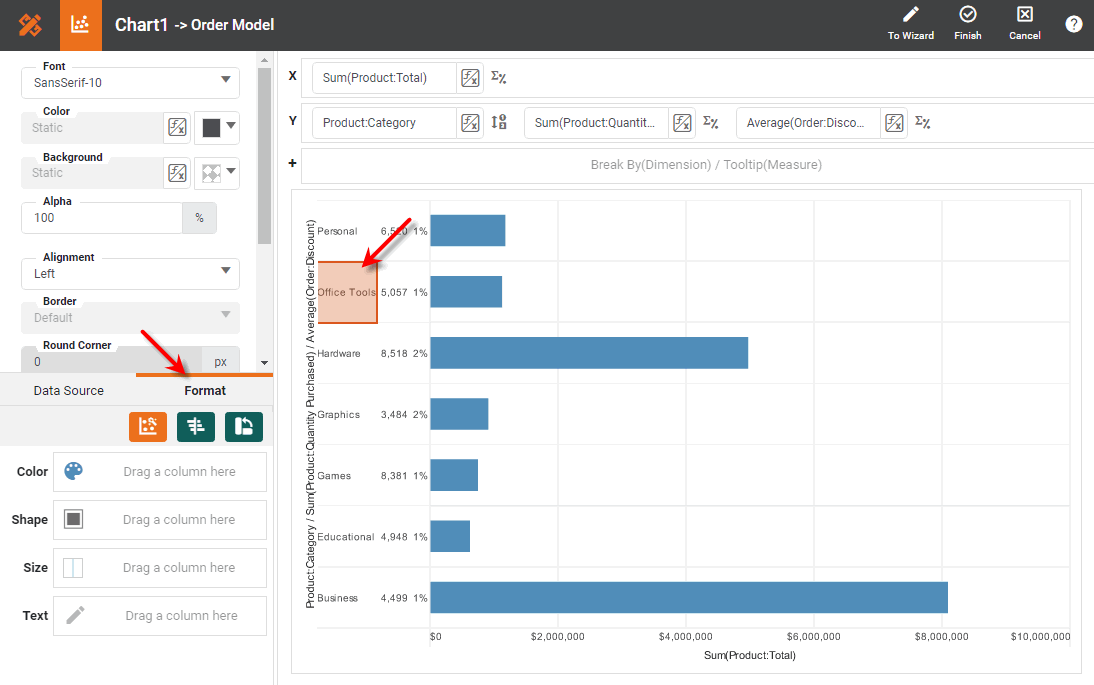 Chart1 -> Order Model
To Wizard
Finish
Cancel
?
Font
SansSerif-10
Color
Static
Background
Static
Alpha
100
%
Alignment
Left
Border
Default
Round Corner
0
px
Data Source
Format
Color
Drag a column here
Shape
Drag a column here
Size
Drag a column here
Text
Drag a column here
X
Sum(Product:Total)
Y
Product:Category
Sum(Product:Quantit...
Average(Order:Disco...
+
Break By(Dimension) / Tooltip(Measure)
Product:Category / Sum(Product:Quantity Purchased) / Average(Order:Discount)
Personal 1%
Office Tools 5,057 1%
Hardware 8,518 2%
Graphics 3,484 2%
Games 8,381 1%
Educational 4,948 1%
Business 4,499 1%
$0 $2,000,000 $4,000,000 $6,000,000 $8,000,000 $10,000,000
Sum(Product:Total)